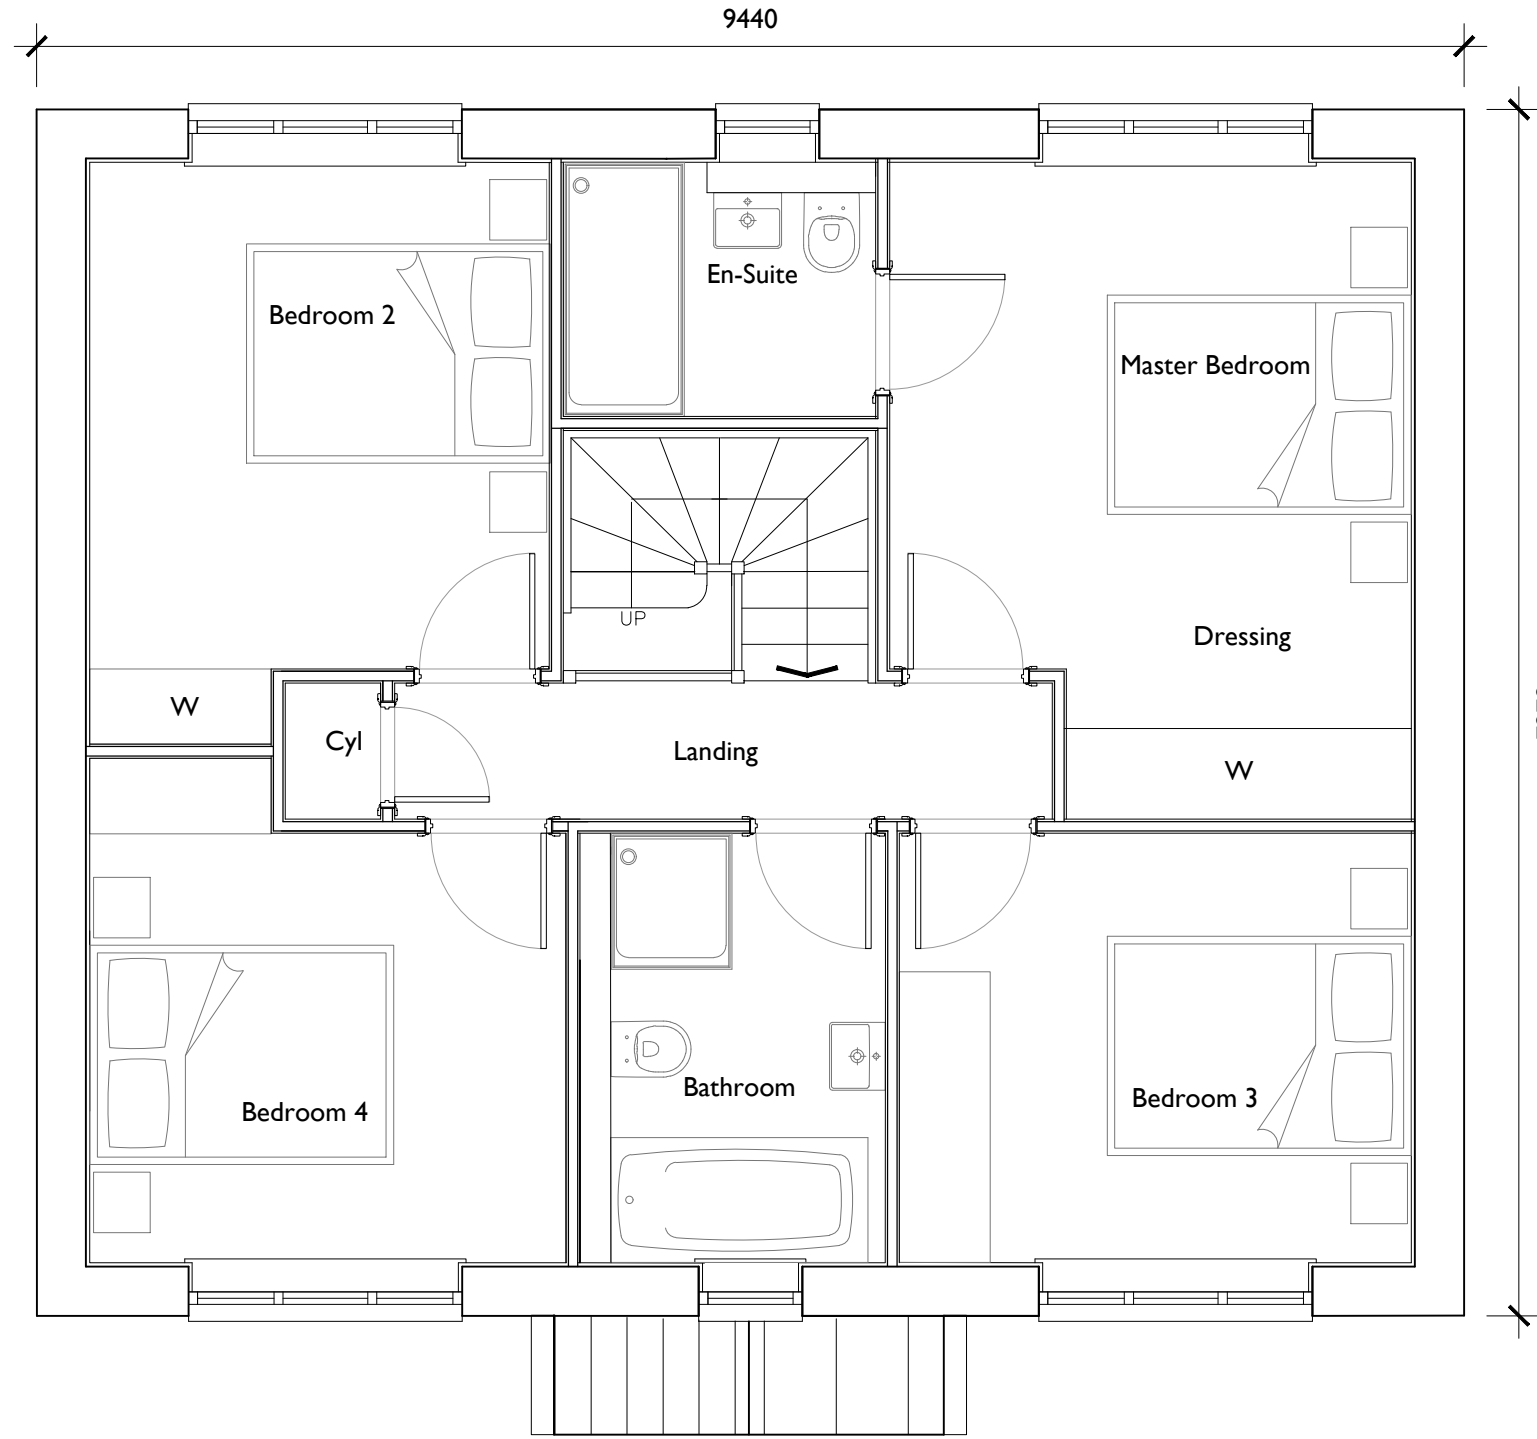 9440
En-Suite
Bedroom 2
Master Bedroom
UP
Dressing
W
Cyl
Landing
W
Bathroom
Bedroom 3
Bedroom 4